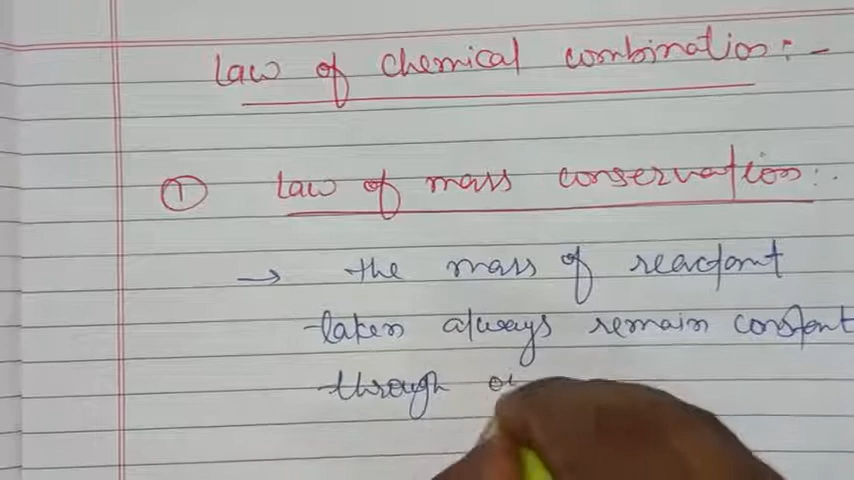 Law of chemical combination : -
① Law of mass conservation : -
→ the mass of reactant
taken always remain constant
through